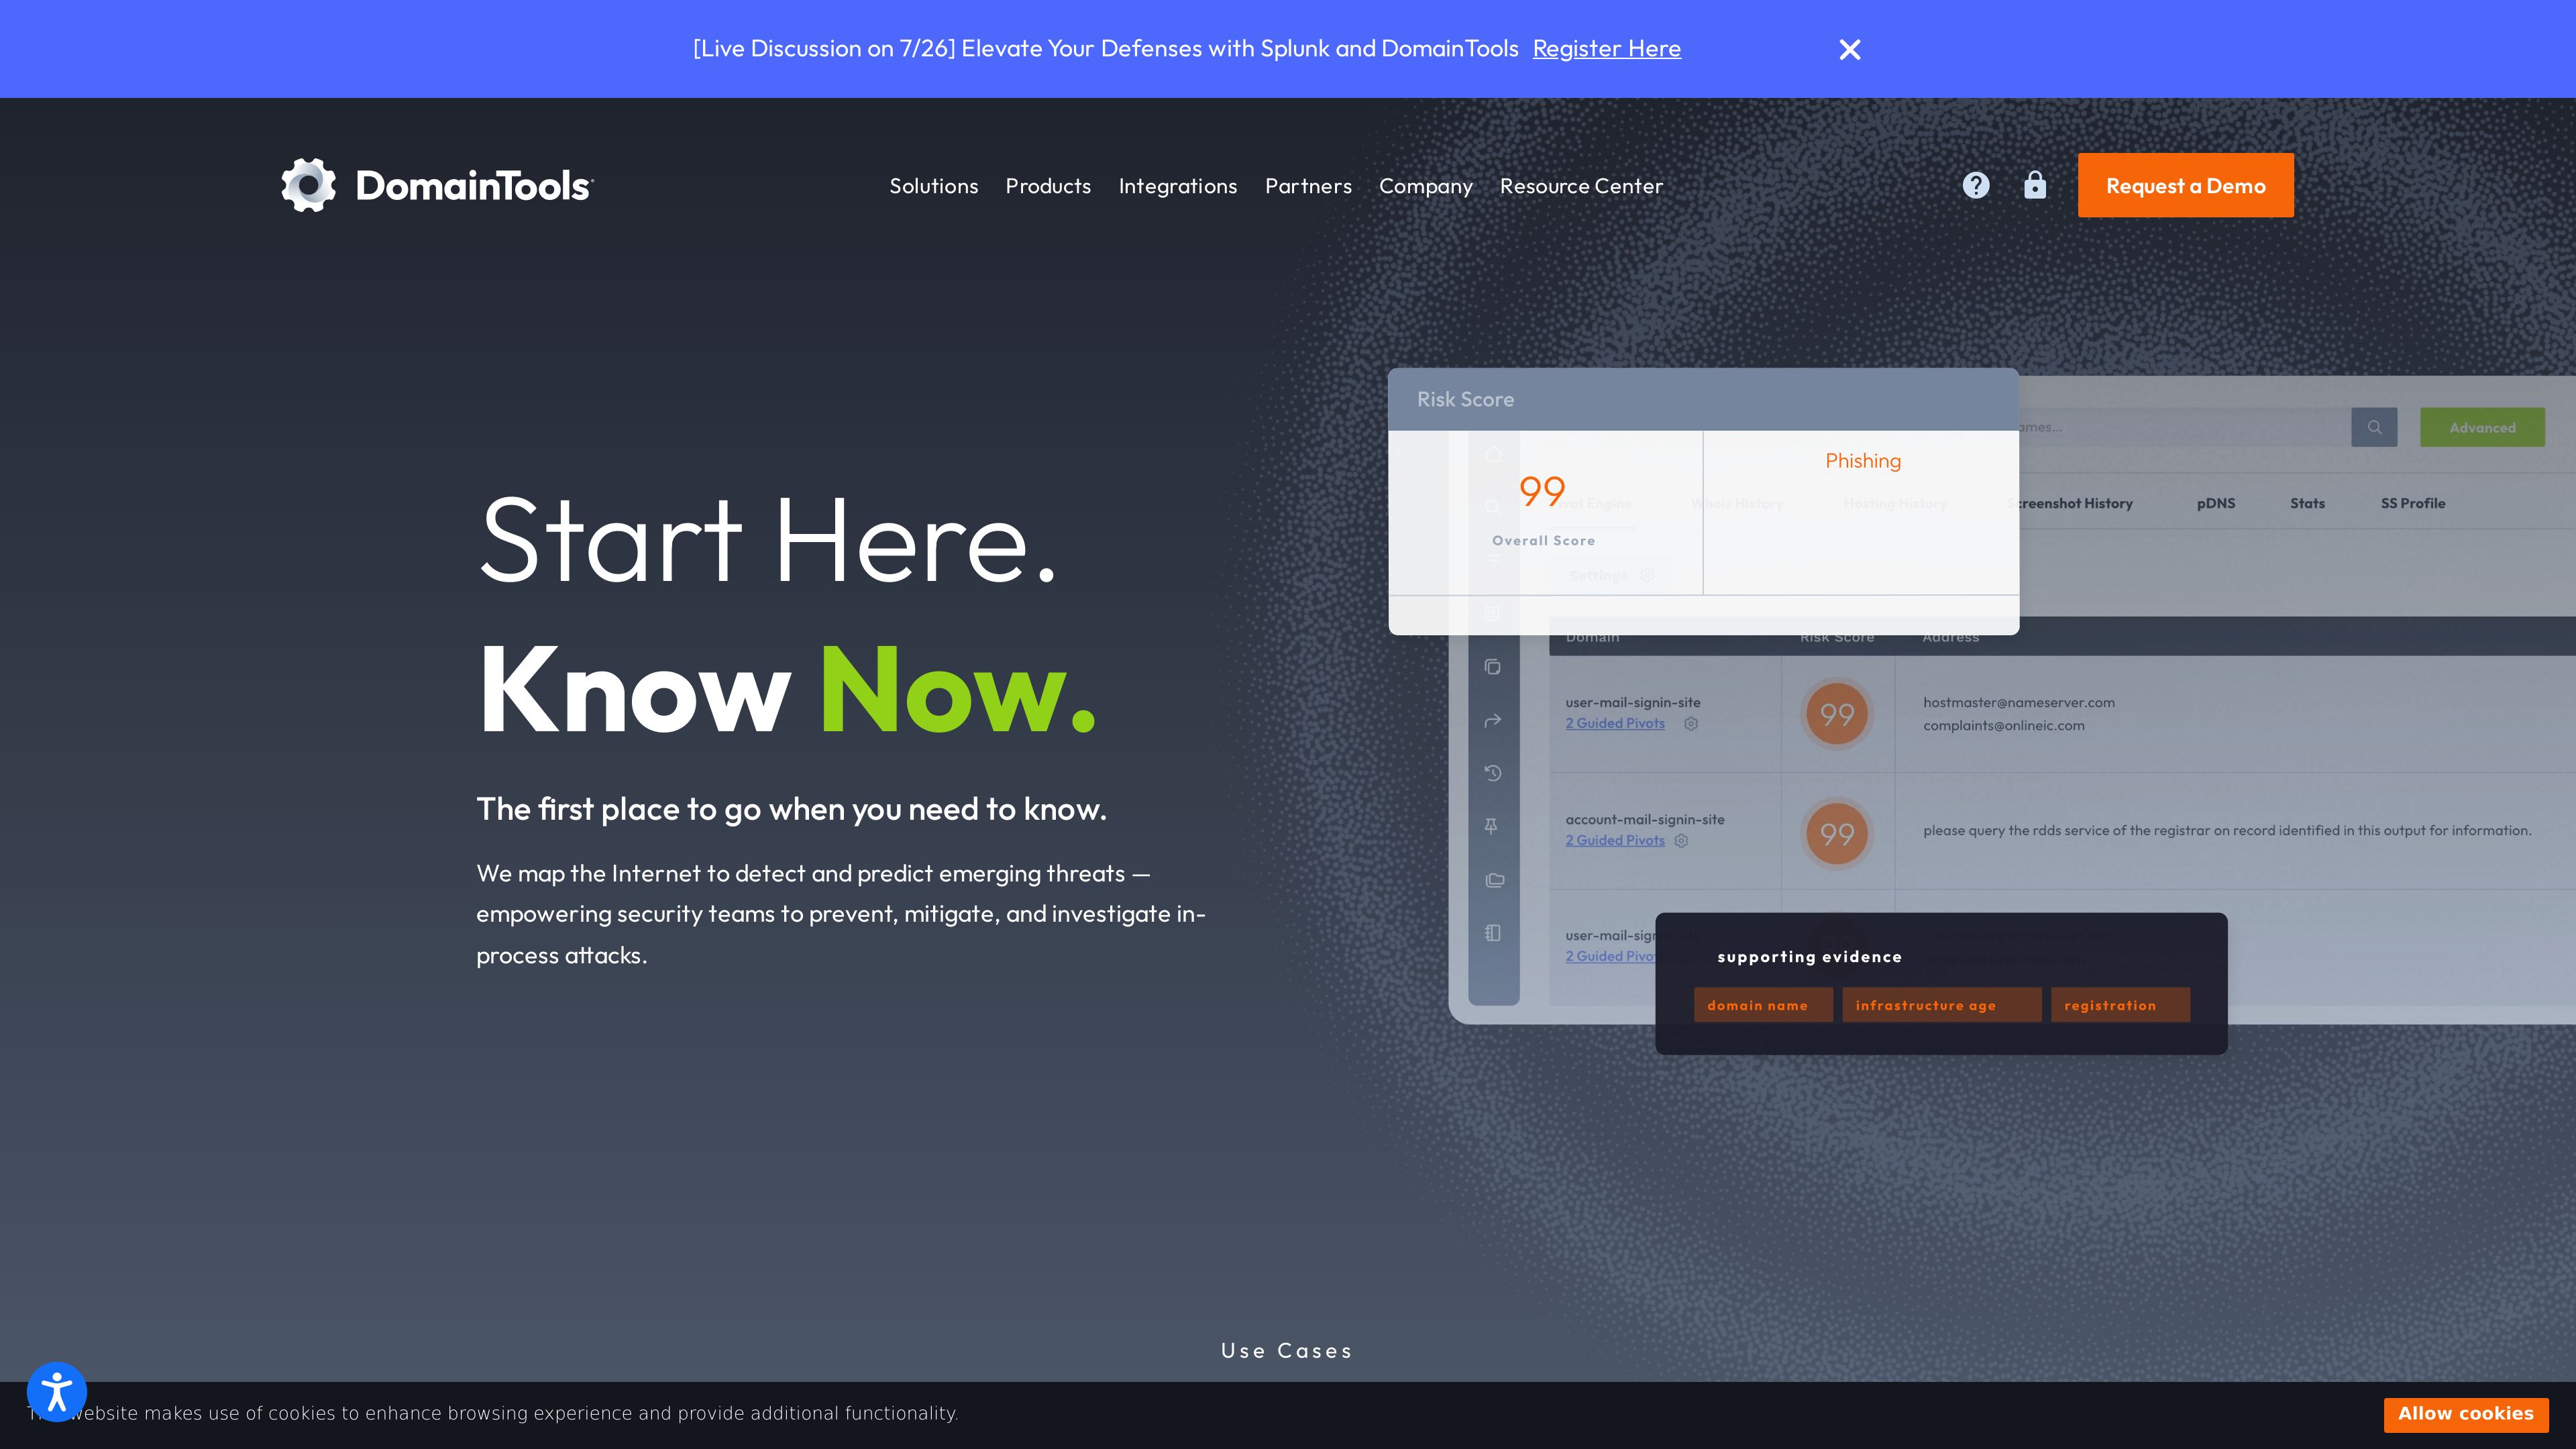 [Live Discussion on 7/26] Elevate Your Defenses with Splunk and DomainTools Register Here
DomainTools
Solutions Products Integrations Partners Company Resource Center
Request a Demo
Start Here.
Know Now.
The first place to go when you need to know.
We map the Internet to detect and predict emerging threats —
empowering security teams to prevent, mitigate, and investigate in-
process attacks.
Risk Score
99
Overall Score
Phishing
Advanced
Whois History Hosting History Screenshot History pDNS Stats SS Profile
Settings
Domain Risk Score Address
user-mail-signin-site
2 Guided Pivots
99
hostmaster@nameserver.com
complaints@onlineic.com
account-mail-signin-site
2 Guided Pivots
99
please query the rdds service of the registrar on record identified in this output for information.
2 Guided
supporting evidence
domain name infrastructure age registration
Use Cases
website makes use of cookies to enhance browsing experience and provide additional functionality.
Allow cookies